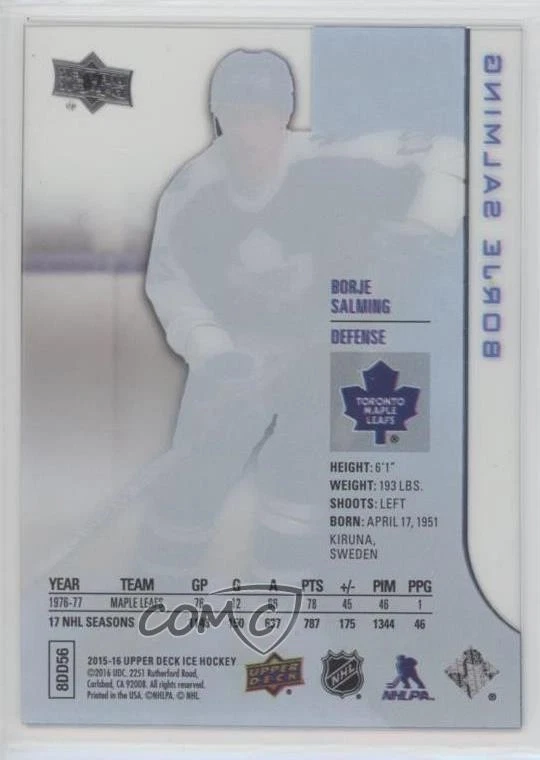 BORJE SALMING
BORJE
SALMING
DEFENSE
TORONTO
MAPLE
LEAFS
®
HEIGHT: 6'1"
WEIGHT: 193 LBS.
SHOOTS: LEFT
BORN: APRIL 17, 1951
KIRUNA,
SWEDEN
YEAR TEAM GP G A PTS +/- PIM PPG
1976-77 MAPLE LEAFS 76 12 66 78 45 46 1
17 NHL SEASONS 150 637 787 175 1344 46
COMC
8DD56
2015-16 UPPER DECK ICE HOCKEY
©2016 UDC. 2251 Rutherford Road,
Carlsbad, CA 92008. All rights reserved.
Printed in the USA. ©NHLPA. © NHL.
UPPER
DECK
NHL
NHLPA
®